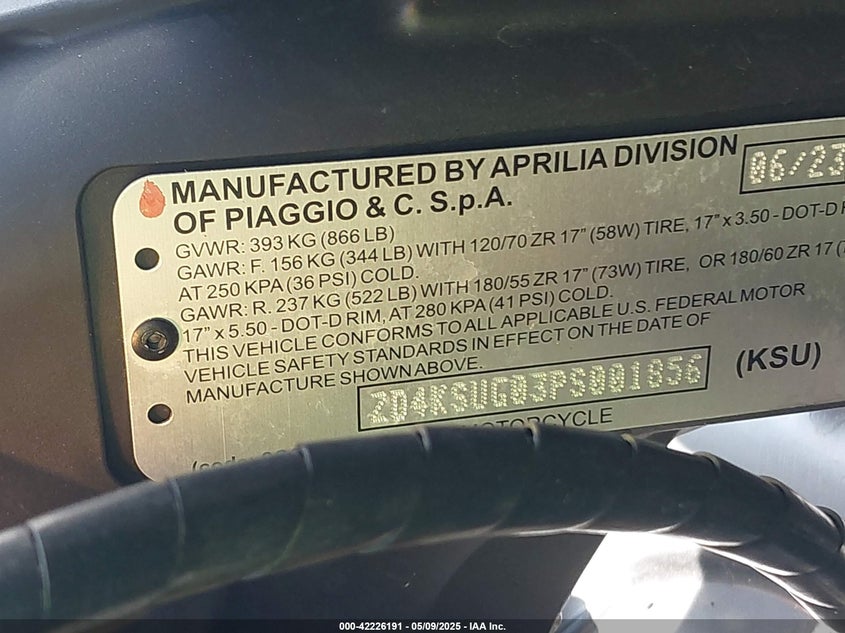 MANUFACTURED BY APRILIA DIVISION 06/23
OF PIAGGIO & C. S.p.A.
GVWR: 393 KG (866 LB)
GAWR: F. 156 KG (344 LB) WITH 120/70 ZR 17" (58W) TIRE, 17" x 3.50 - DOT-D
AT 250 KPA (36 PSI) COLD.
GAWR: R. 237 KG (522 LB) WITH 180/55 ZR 17" (73W) TIRE, OR 180/60 ZR 17
17" x 5.50 - DOT-D RIM, AT 280 KPA (41 PSI) COLD.
THIS VEHICLE CONFORMS TO ALL APPLICABLE U.S. FEDERAL MOTOR
VEHICLE SAFETY STANDARDS IN EFFECT ON THE DATE OF
MANUFACTURE SHOWN ABOVE.
ZD4KSUG03PS001856 (KSU)
MOTORCYCLE
000-42226191 - 05/09/2025 - IAA Inc.